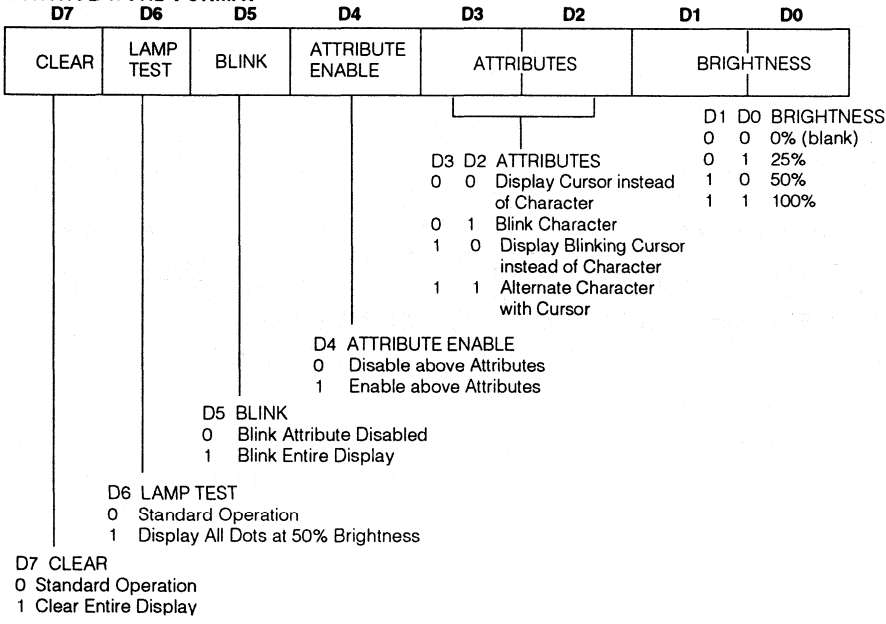 D7 D6 D5 D4 D3 D2 D1 D0
CLEAR LAMP TEST BLINK ATTRIBUTE ENABLE ATTRIBUTES BRIGHTNESS
D1 D0 BRIGHTNESS
0 0 0% (blank)
0 1 25%
1 0 50%
1 1 100%
D3 D2 ATTRIBUTES
0 0 Display Cursor instead
of Character
0 1 Blink Character
1 0 Display Blinking Cursor
instead of Character
1 1 Alternate Character
with Cursor
D4 ATTRIBUTE ENABLE
0 Disable above Attributes
1 Enable above Attributes
D5 BLINK
0 Blink Attribute Disabled
1 Blink Entire Display
D6 LAMP TEST
0 Standard Operation
1 Display All Dots at 50% Brightness
D7 CLEAR
0 Standard Operation
1 Clear Entire Display